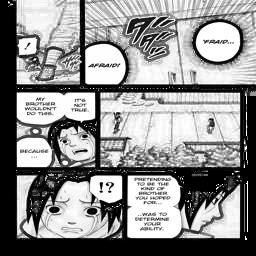 !
AFRAID!
'FRAID...
MY
BROTHER
WOULDN'T
DO THIS.
IT'S
NOT
TRUE.
BECAUSE
...
!?
PRETENDING
TO BE THE
KIND OF
BROTHER
YOU HOPED
FOR...
...WAS TO
DETERMINE
YOUR
ABILITY.